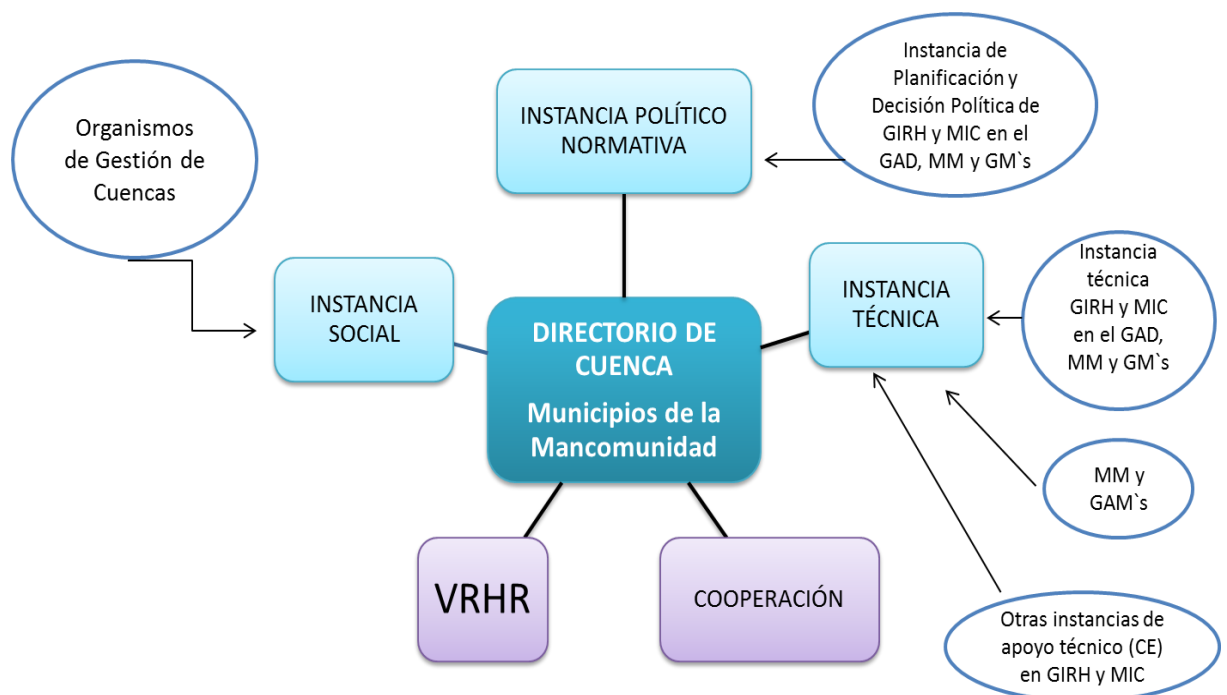 Organismos
de Gestión de
Cuencas
INSTANCIA POLÍTICO
NORMATIVA
Instancia de
Planificación y
Decisión Política de
GIRH y MIC en el
GAD, MM y GM`s
INSTANCIA
SOCIAL
DIRECTORIO DE
CUENCA
Municipios de la
Mancomunidad
INSTANCIA
TÉCNICA
Instancia
técnica
GIRH y MIC
en el GAD,
MM y GM`s
MM y
GAM`s
VRHR
COOPERACIÓN
Otras instancias de
apoyo técnico (CE)
en GIRH y MIC